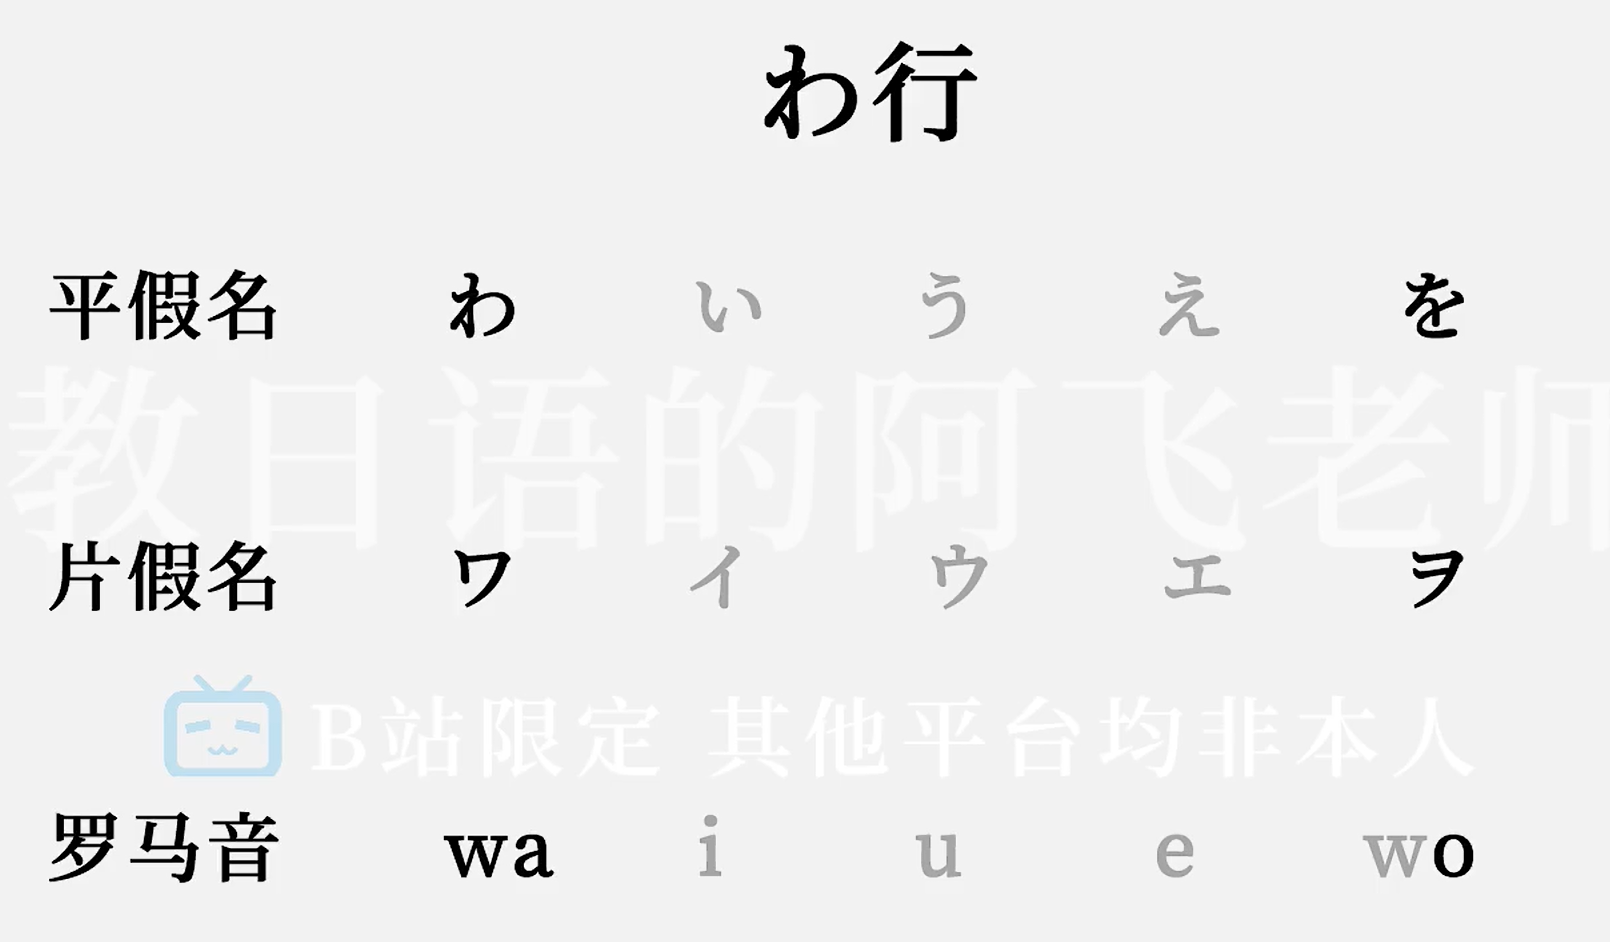 わ行
平假名 わ い う え を
教日语的阿飞老师
片假名 ワ イ ウ エ ヲ
B站限定 其他平台均非本人
罗马音 wa i u e wo